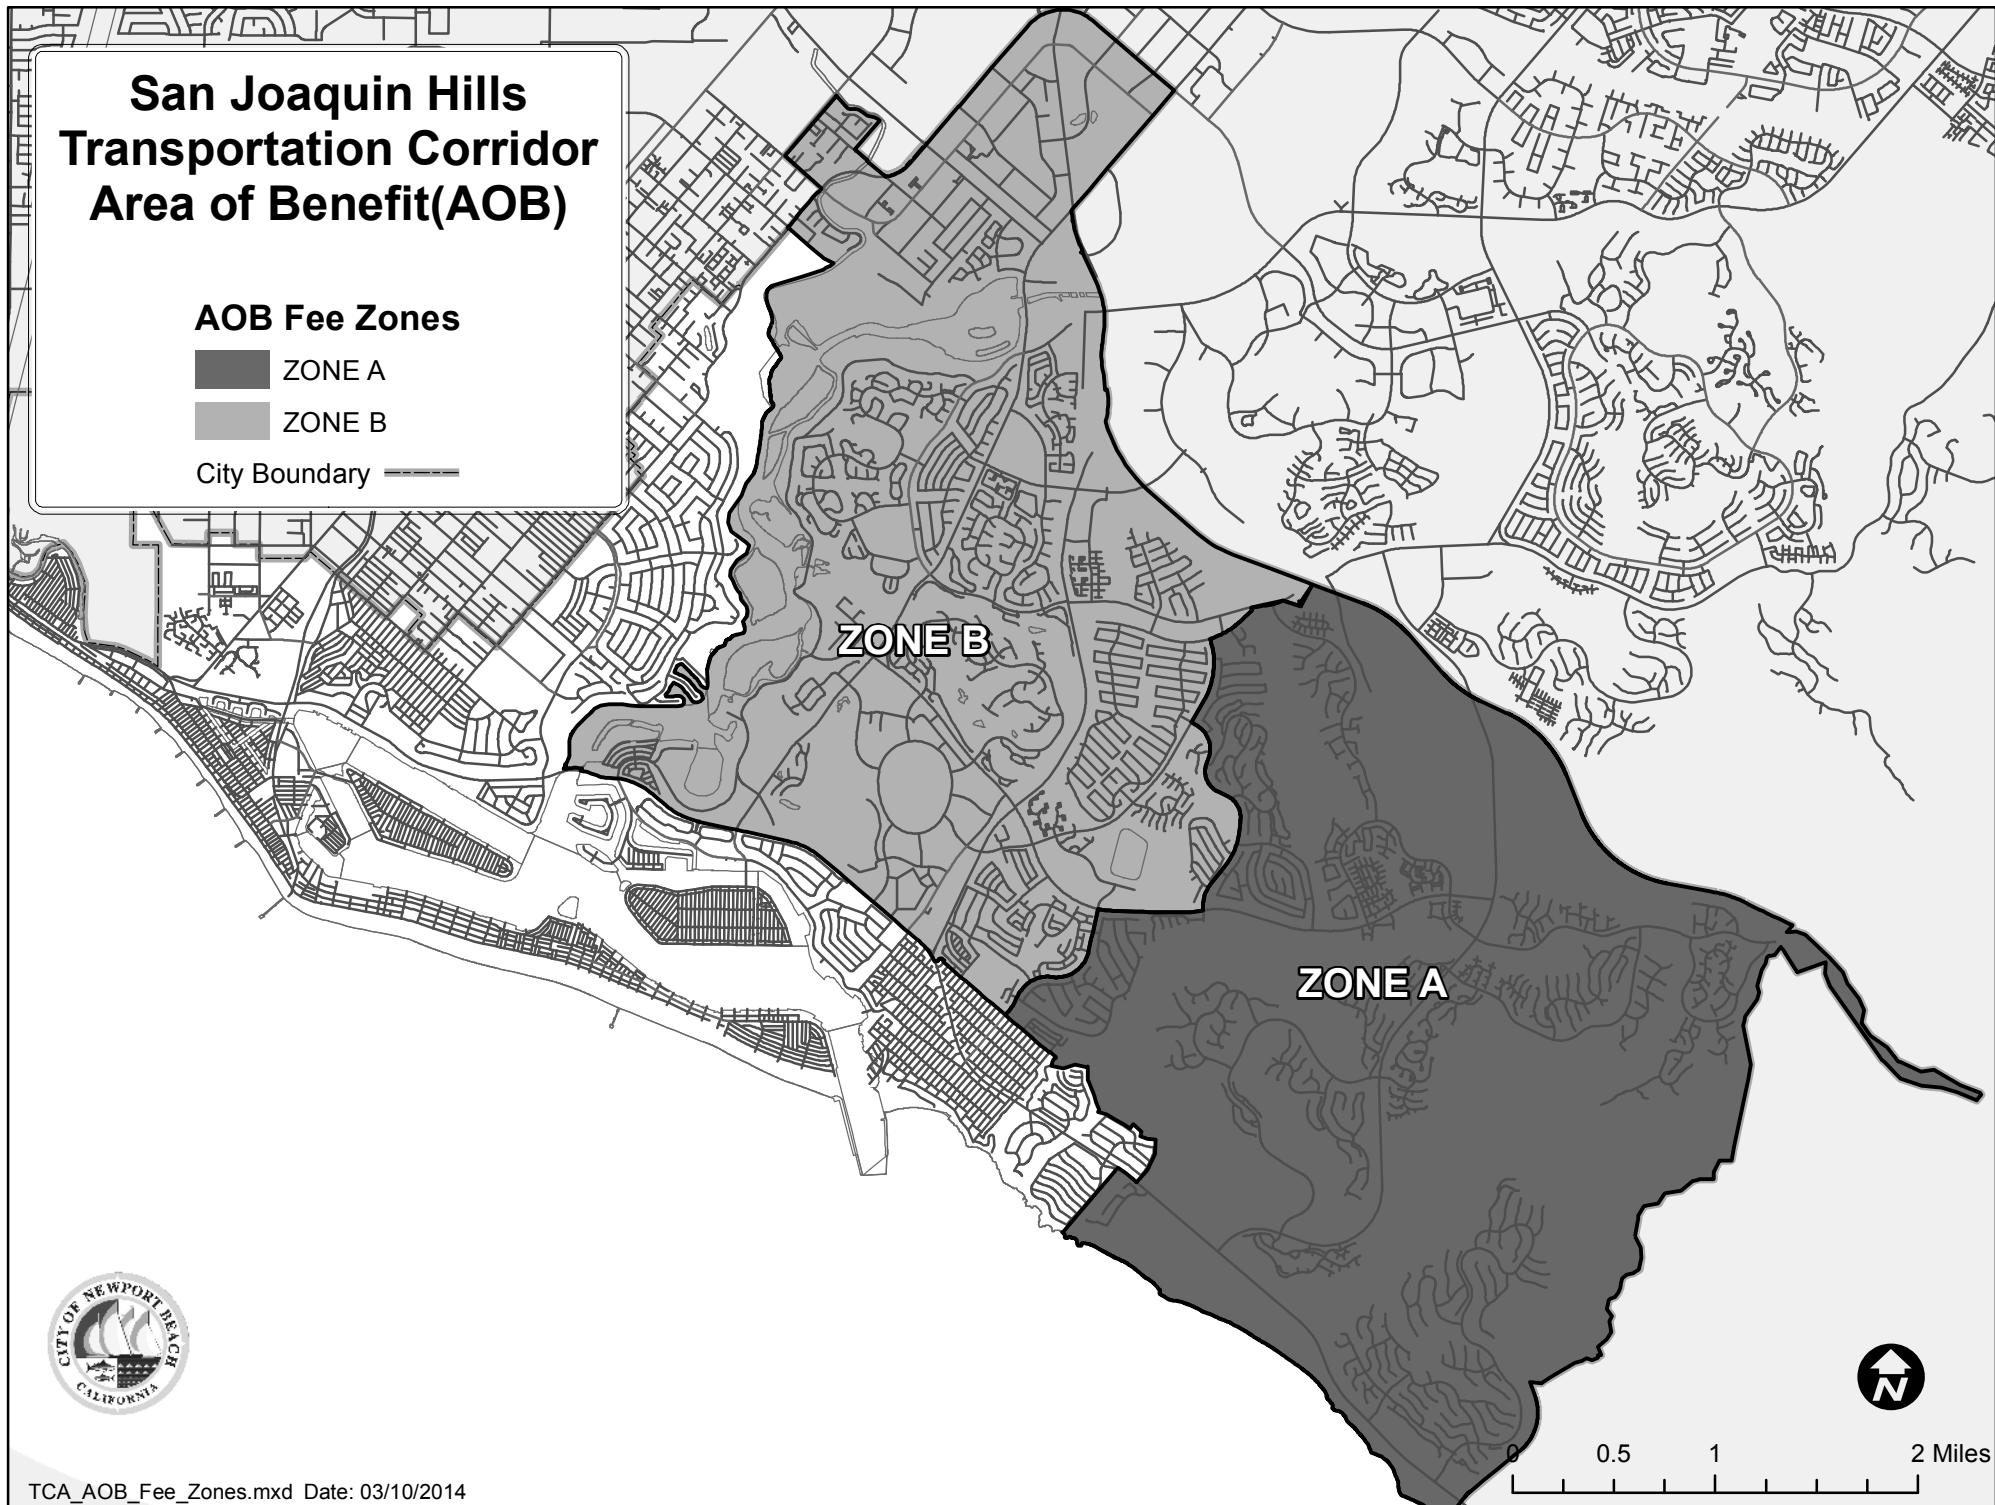 San Joaquin Hills
Transportation Corridor
Area of Benefit(AOB)
AOB Fee Zones
ZONE A
ZONE B
City Boundary
ZONE B
ZONE A
CITY OF NEWPORT BEACH
CALIFORNIA
N
0 0.5 1 2 Miles
TCA_AOB_Fee_Zones.mxd Date: 03/10/2014